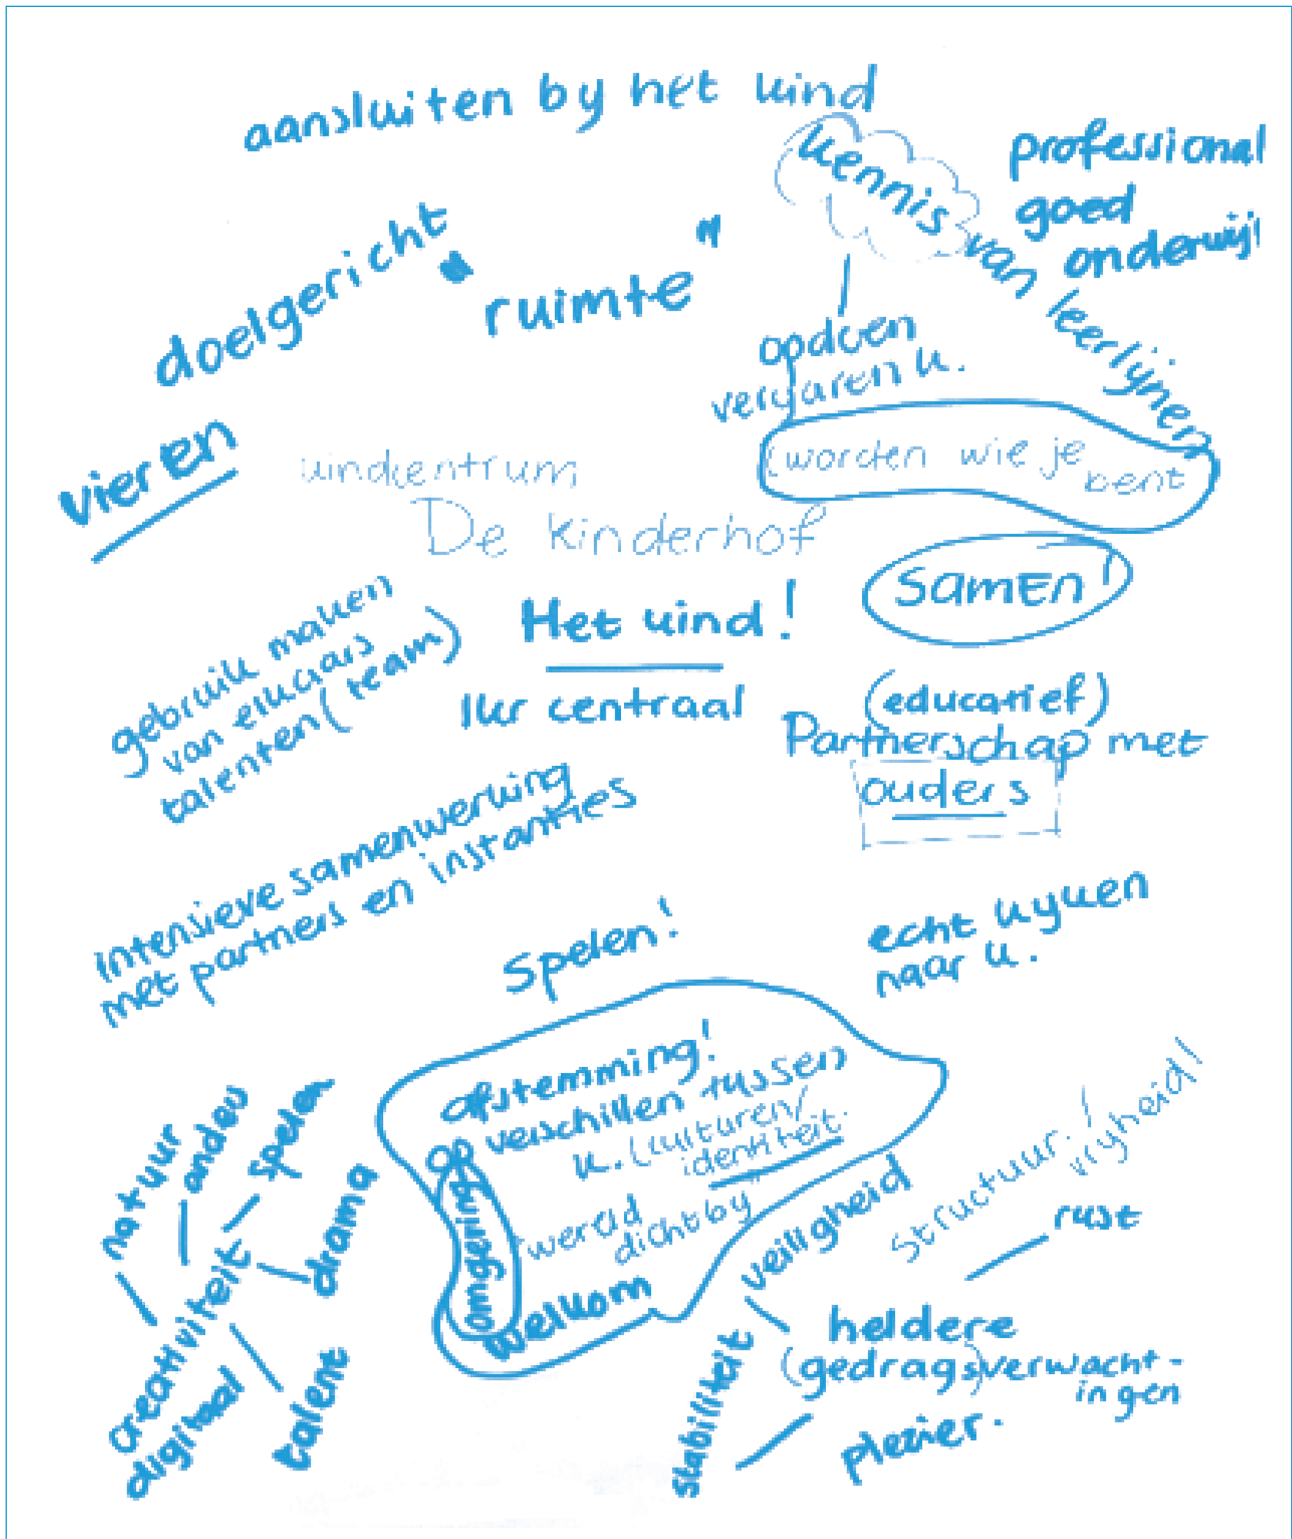 aansluiten bij het kind
kennis van leerlijnen
professional
goed
onderwijs
doelgericht
"ruimte"
opdoen
vergaren k.
vieren
(worden wie je
bent
kindcentrum
De Kinderhof
samen!
Het kind!
gebruik maken
van elkaars
talenten (team)
lkr centraal
(educatief)
Partnerschap met
ouders
intensieve samenwerking
met partners en instanties
echt kijken
naar k.
spelen!
afstemming!
op verschillen tussen
k. (culturen/
identiteit.
omgering
"wereld
dichtbij"
welkom
natuur
anders
spelen
drama
creativiteit
digitaal
talent
structuur. / vrijheid!
rust
veiligheid
stabiliteit
heldere
(gedrags)verwacht-
ingen
plezier.